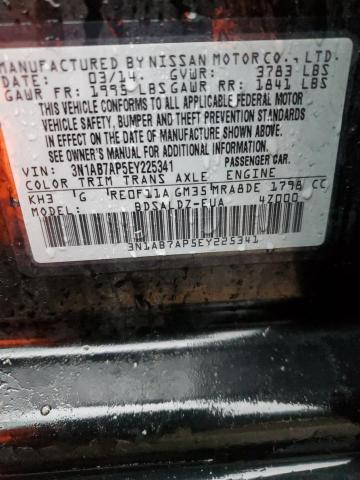 MANUFACTURED BY NISSAN MOTOR CO., LTD.
DATE: 03/14. GVWR: 3783 LBS
GAWR FR: 1995 LBS GAWR RR: 1841 LBS
THIS VEHICLE CONFORMS TO ALL APPLICABLE FEDERAL MOTOR
VEHICLE SAFETY, BUMPER AND THEFT PREVENTION STANDARDS
IN EFFECT ON THE DATE OF MANUFACTURE SHOWN ABOVE.
SEE OWNER'S MANUAL FOR ADDITIONAL INFORMATION.
VIN: 3N1AB7AP5EY225341 PASSENGER CAR.
COLOR TRIM TRANS AXLE ENGINE
KH3 G RE0F11A GM35 MRA8DE 1798 CC
MODEL: BDSALDZ-EUA 4Z000
3N1AB7AP5EY225341